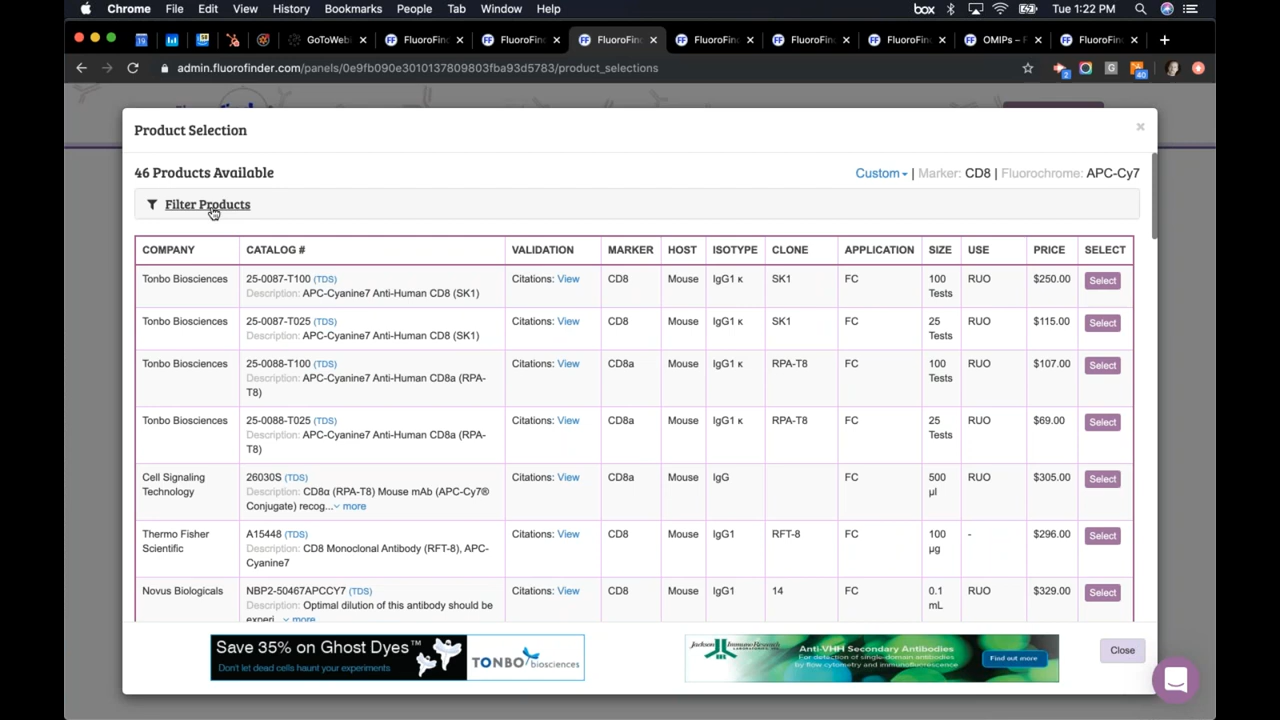 Chrome File Edit View History Bookmarks People Tab Window Help box Tue 1:22 PM
GoToWeb FluoroFin FluoroFin FluoroFin FluoroFin FluoroFin FluoroFin OMIPs – F FluoroFin
admin.fluorofinder.com/panels/0e9fb090e3010137809803fba93d5783/product_selections 2 40
Product Selection
46 Products Available Custom | Marker: CD8 | Fluorochrome: APC-Cy7
Filter Products
COMPANY CATALOG # VALIDATION MARKER HOST ISOTYPE CLONE APPLICATION SIZE USE PRICE SELECT
Tonbo Biosciences 25-0087-T100 (TDS) Citations: View CD8 Mouse IgG1 κ SK1 FC 100 RUO $250.00 Select
Description: APC-Cyanine7 Anti-Human CD8 (SK1) Tests
Tonbo Biosciences 25-0087-T025 (TDS) Citations: View CD8 Mouse IgG1 κ SK1 FC 25 RUO $115.00 Select
Description: APC-Cyanine7 Anti-Human CD8 (SK1) Tests
Tonbo Biosciences 25-0088-T100 (TDS) Citations: View CD8a Mouse IgG1 κ RPA-T8 FC 100 RUO $107.00 Select
Description: APC-Cyanine7 Anti-Human CD8a (RPA- Tests
T8)
Tonbo Biosciences 25-0088-T025 (TDS) Citations: View CD8a Mouse IgG1 κ RPA-T8 FC 25 RUO $69.00 Select
Description: APC-Cyanine7 Anti-Human CD8a (RPA- Tests
T8)
Cell Signaling 26030S (TDS) Citations: View CD8a Mouse IgG FC 500 RUO $305.00 Select
Technology Description: CD8α (RPA-T8) Mouse mAb (APC-Cy7® µl
Conjugate) recog... more
Thermo Fisher A15448 (TDS) Citations: View CD8 Mouse IgG1 RFT-8 FC 100 - $296.00 Select
Scientific Description: CD8 Monoclonal Antibody (RFT-8), APC- µg
Cyanine7
Novus Biologicals NBP2-50467APCCY7 (TDS) Citations: View CD8 Mouse IgG1 14 FC 0.1 RUO $329.00 Select
Description: Optimal dilution of this antibody should be mL
experi... more
Save 35% on Ghost Dyes™
Don't let dead cells haunt your experiments
TONBO biosciences
Jackson ImmunoResearch
Anti-VHH Secondary Antibodies
For detection of single-domain antibodies
by flow cytometry and immunofluorescence
Find out more
Close